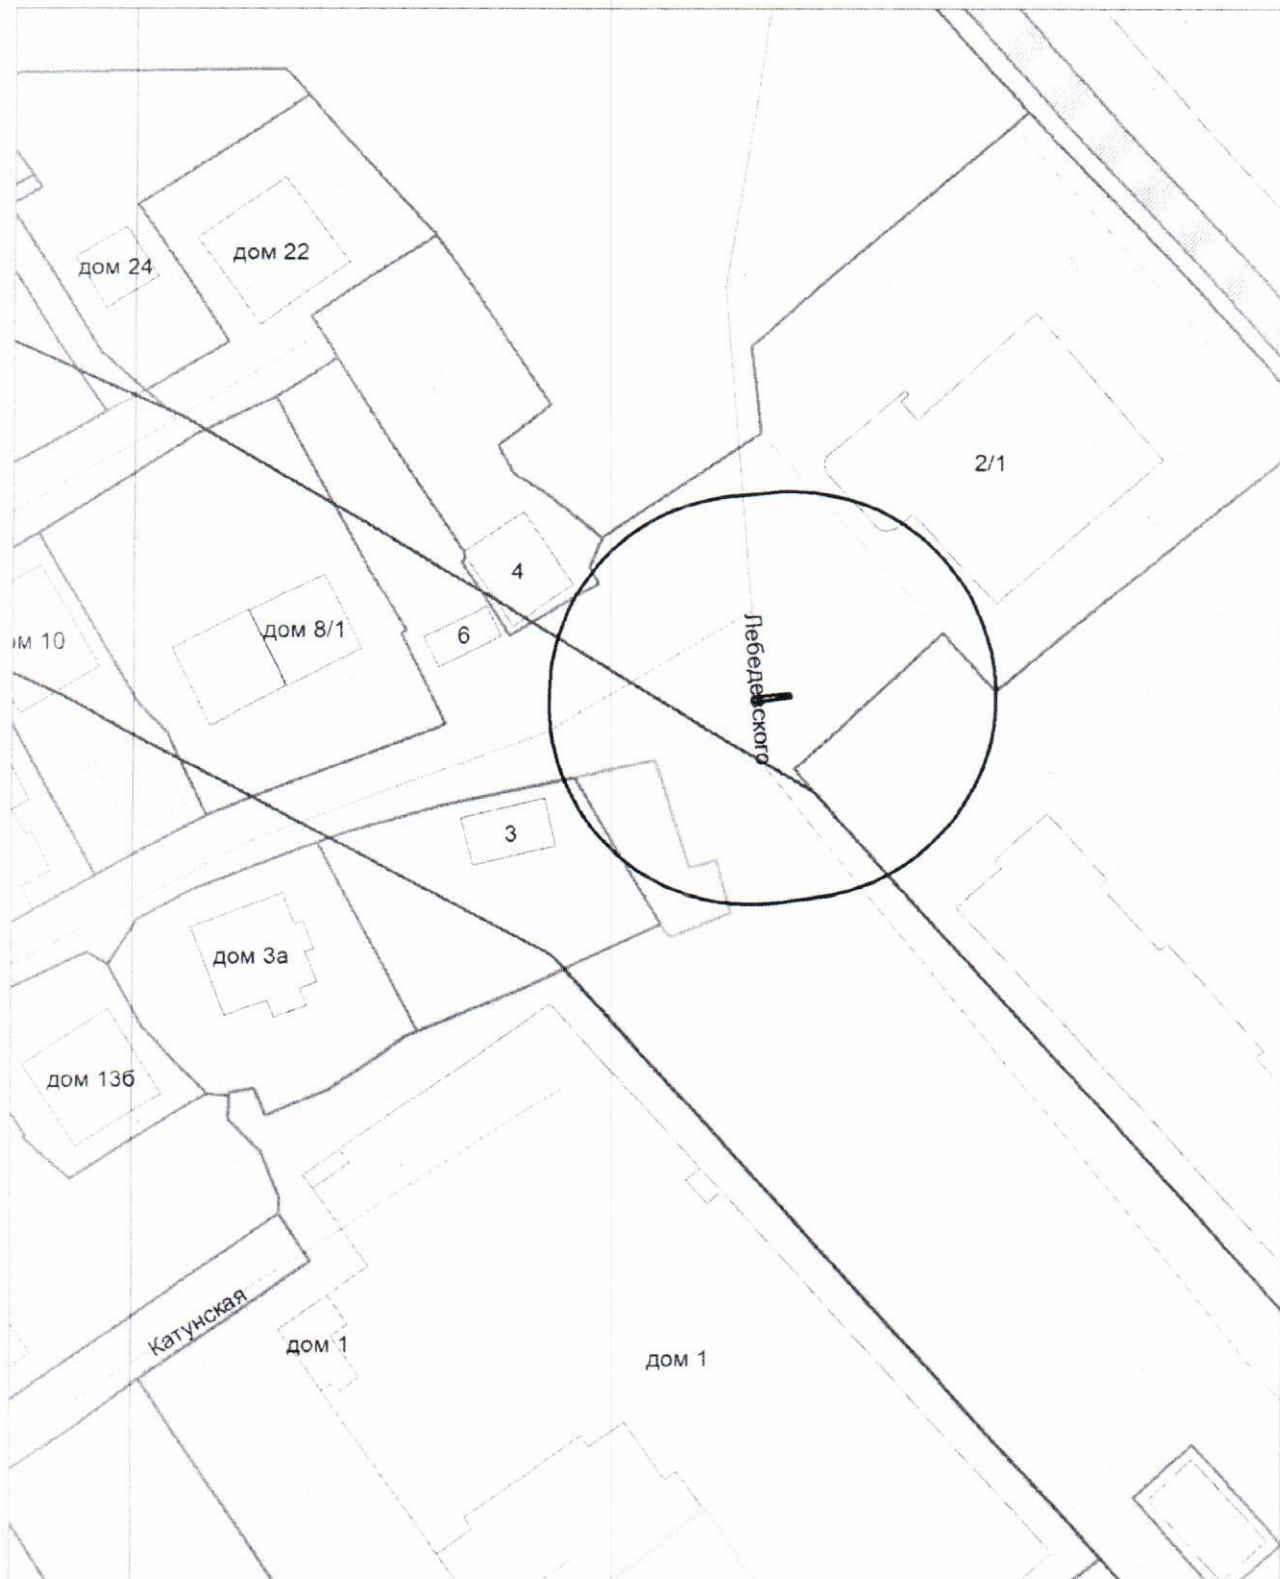 дом 22
дом 24
2/1
4
дом 8/1
6
Лебедевского
3
дом 3а
дом 13б
Катунская
дом 1
дом 1